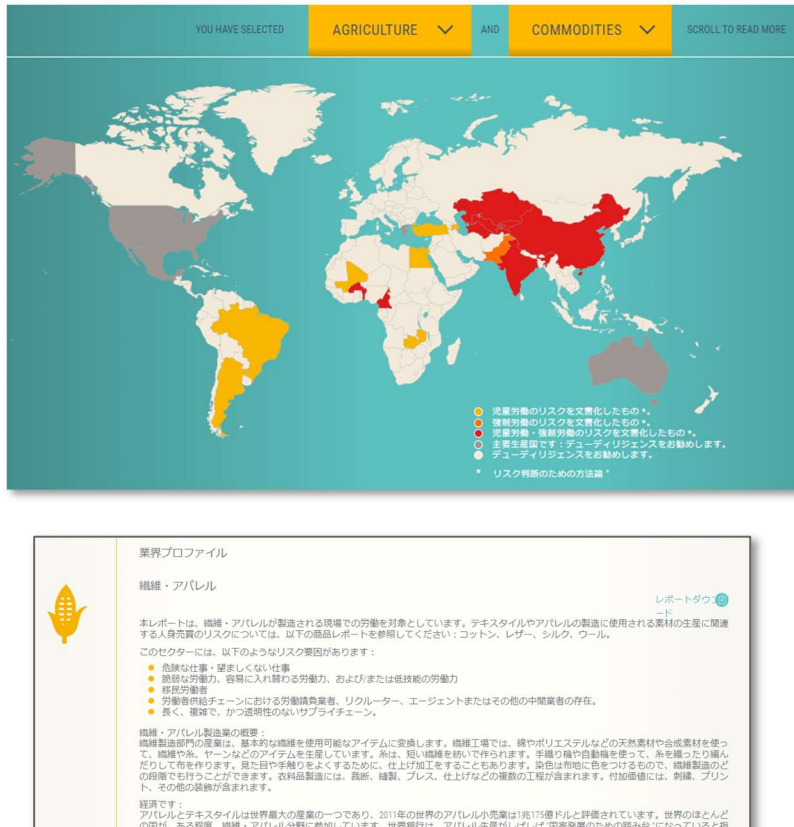 YOU HAVE SELECTED AGRICULTURE AND COMMODITIES SCROLL TO READ MORE
児童労働のリスクを文書化したもの*。
強制労働のリスクを文書化したもの*。
児童労働・強制労働のリスクを文書化したもの*。
主要生産国です：デューディリジェンスをお勧めします。
デューディリジェンスをお勧めします。
* リスク判断のための方法論 "
業界プロファイル
繊維・アパレル
レポートダウンロ
ード
本レポートは、繊維・アパレルが製造される現場での労働を対象としています。テキスタイルやアパレルの製造に使用される素材の生産に関連
する人身売買のリスクについては、以下の商品レポートを参照してください：コットン、レザー、シルク、ウール。
このセクターには、以下のようなリスク要因があります：
危険な仕事・望ましくない仕事
脆弱な労働力、容易に入れ替わる労働力、および/または低技能の労働力
移民労働者
労働者供給チェーンにおける労働請負業者、リクルーター、エージェントまたはその他の中間業者の存在。
長く、複雑で、かつ透明性のないサプライチェーン。
繊維・アパレル製造業の概要：
繊維製造部門の産業は、基本的な繊維を使用可能なアイテムに変換します。繊維工場では、綿やポリエステルなどの天然素材や合成素材を使っ
て、繊維や糸、ヤーンなどのアイテムを生産しています。糸は、短い繊維を紡いで作られます。手織り機や自動機を使って、糸を織ったり編ん
だりして布を作ります。見た目や手触りをよくするために、仕上げ加工をすることもあります。染色は布地に色をつけるもので、繊維製造のど
の段階でも行うことができます。衣料品製造には、裁断、縫製、プレス、仕上げなどの複数の工程が含まれます。付加価値には、刺繍、プリン
ト、その他の装飾が含まれます。
経済です：
アパレルとテキスタイルは世界最大の産業の一つであり、2011年の世界のアパレル小売業は1兆175億ドルと評価されています。世界のほとんど